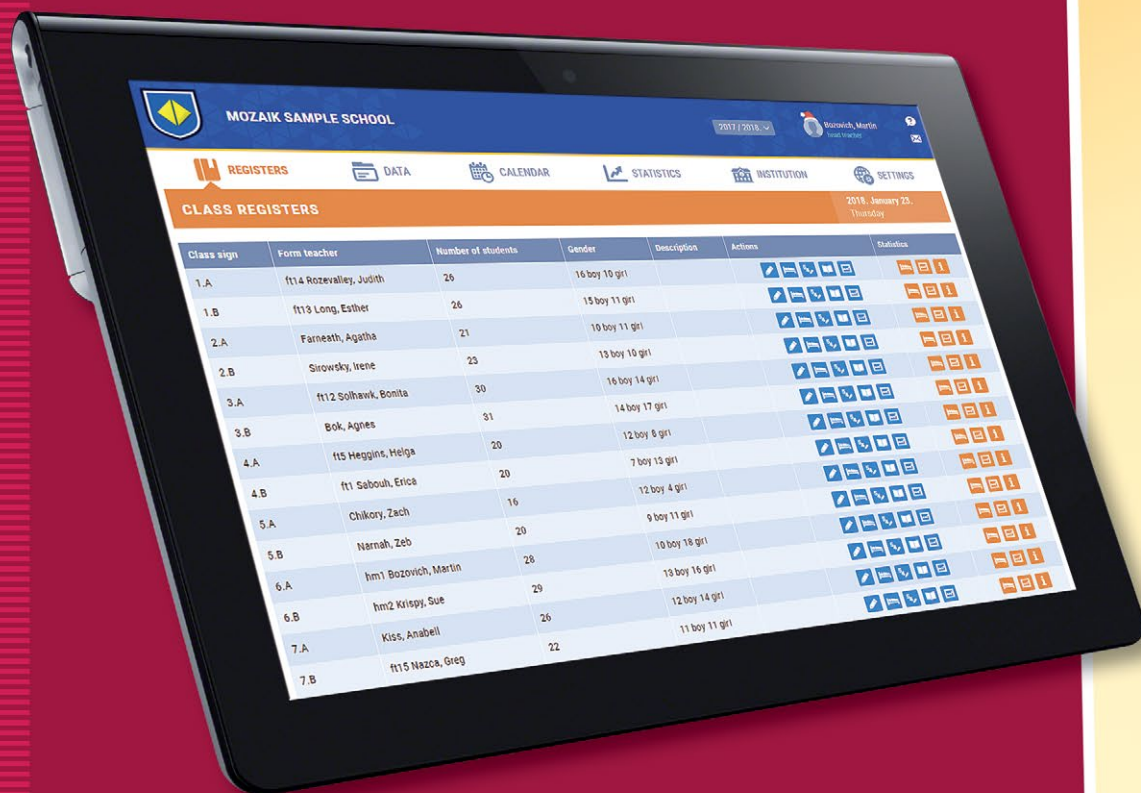 MOZAIK SAMPLE SCHOOL
2017 / 2018
Bozovich, Martin
head teacher
REGISTERS DATA CALENDAR STATISTICS INSTITUTION SETTINGS
CLASS REGISTERS
2018. January 23.
Thursday
Class sign Form teacher Number of students Gender Description Actions Statistics
1.A ft14 Rozevalley, Judith 26 16 boy 10 girl
1.B ft13 Long, Esther 26 15 boy 11 girl
2.A Farneath, Agatha 21 10 boy 11 girl
2.B Sirowsky, Irene 23 13 boy 10 girl
3.A ft12 Solhawk, Bonita 30 16 boy 14 girl
3.B Bok, Agnes 31 14 boy 17 girl
4.A ft5 Heggins, Helga 20 12 boy 8 girl
4.B ft1 Sabouh, Erica 20 7 boy 13 girl
5.A Chikory, Zach 16 12 boy 4 girl
5.B Narnah, Zeb 20 9 boy 11 girl
6.A hm1 Bozovich, Martin 28 10 boy 18 girl
6.B hm2 Krispy, Sue 29 13 boy 16 girl
7.A Kiss, Anabell 26 12 boy 14 girl
7.B ft15 Nazca, Greg 22 11 boy 11 girl